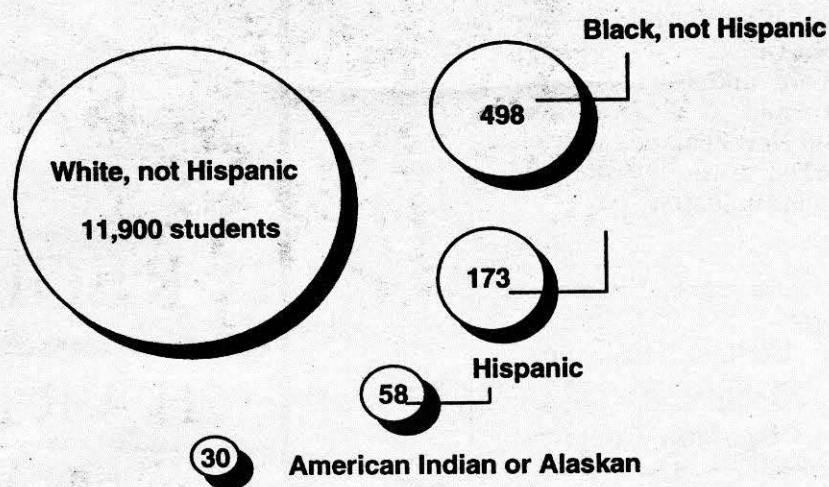 Black, not Hispanic
498
White, not Hispanic
11,900 students
173
Hispanic
58
30
American Indian or Alaskan